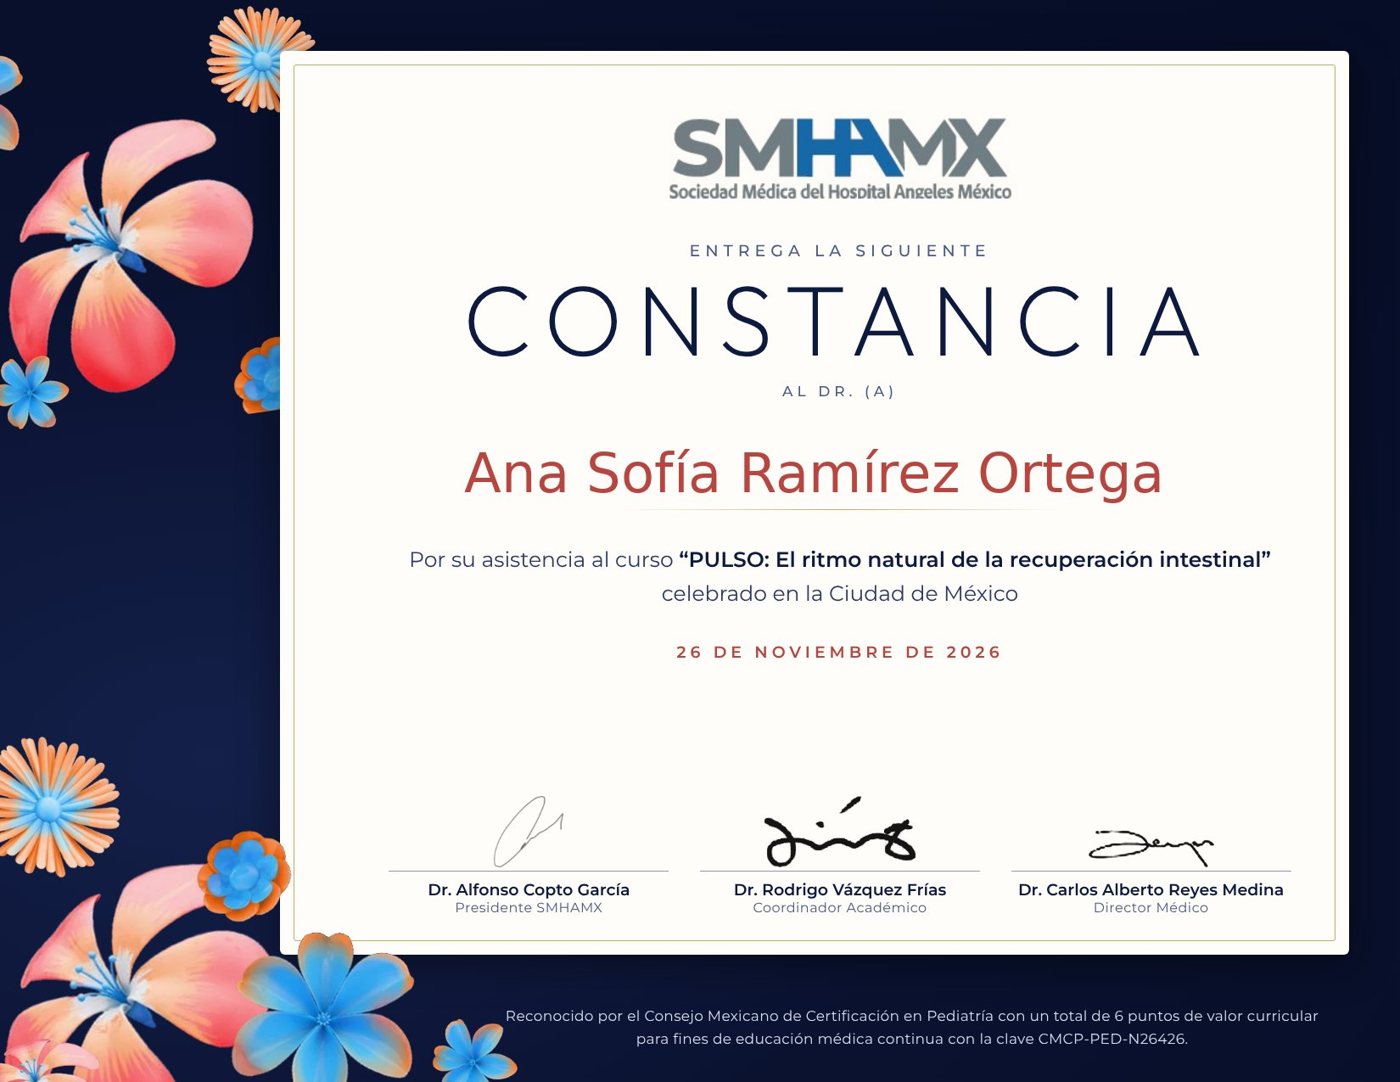 SMHAMX
Sociedad Médica del Hospital Angeles México
ENTREGA LA SIGUIENTE
CONSTANCIA
AL DR. (A)
Ana Sofía Ramírez Ortega
Por su asistencia al curso “PULSO: El ritmo natural de la recuperación intestinal”
celebrado en la Ciudad de México
26 DE NOVIEMBRE DE 2026
Dr. Alfonso Copto García
Presidente SMHAMX
Dr. Rodrigo Vázquez Frías
Coordinador Académico
Dr. Carlos Alberto Reyes Medina
Director Médico
Reconocido por el Consejo Mexicano de Certificación en Pediatría con un total de 6 puntos de valor curricular
para fines de educación médica continua con la clave CMCP-PED-N26426.